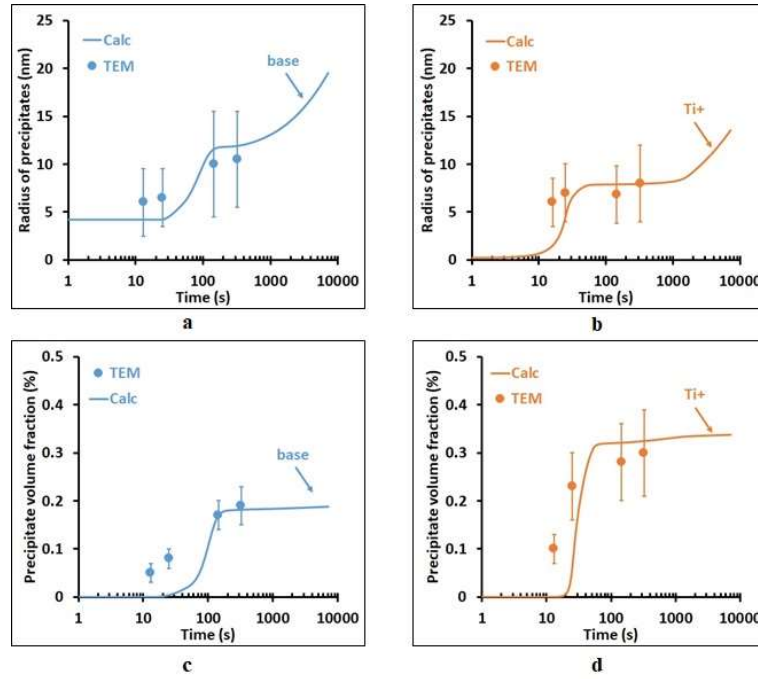 25
20
15
10
5
0
Radius of precipitates (nm)
Calc
TEM
base
1 10 100 1000 10000
Time (s)
a
25
20
15
10
5
0
Radius of precipitates (nm)
Calc
TEM
Ti+
1 10 100 1000 10000
Time (s)
b
0.5
0.4
0.3
0.2
0.1
0
Precipitate volume fraction (%)
TEM
Calc
base
1 10 100 1000 10000
Time (s)
c
0.5
0.4
0.3
0.2
0.1
0
Precipitate volume fraction (%)
Calc
TEM
Ti+
1 10 100 1000 10000
Time (s)
d